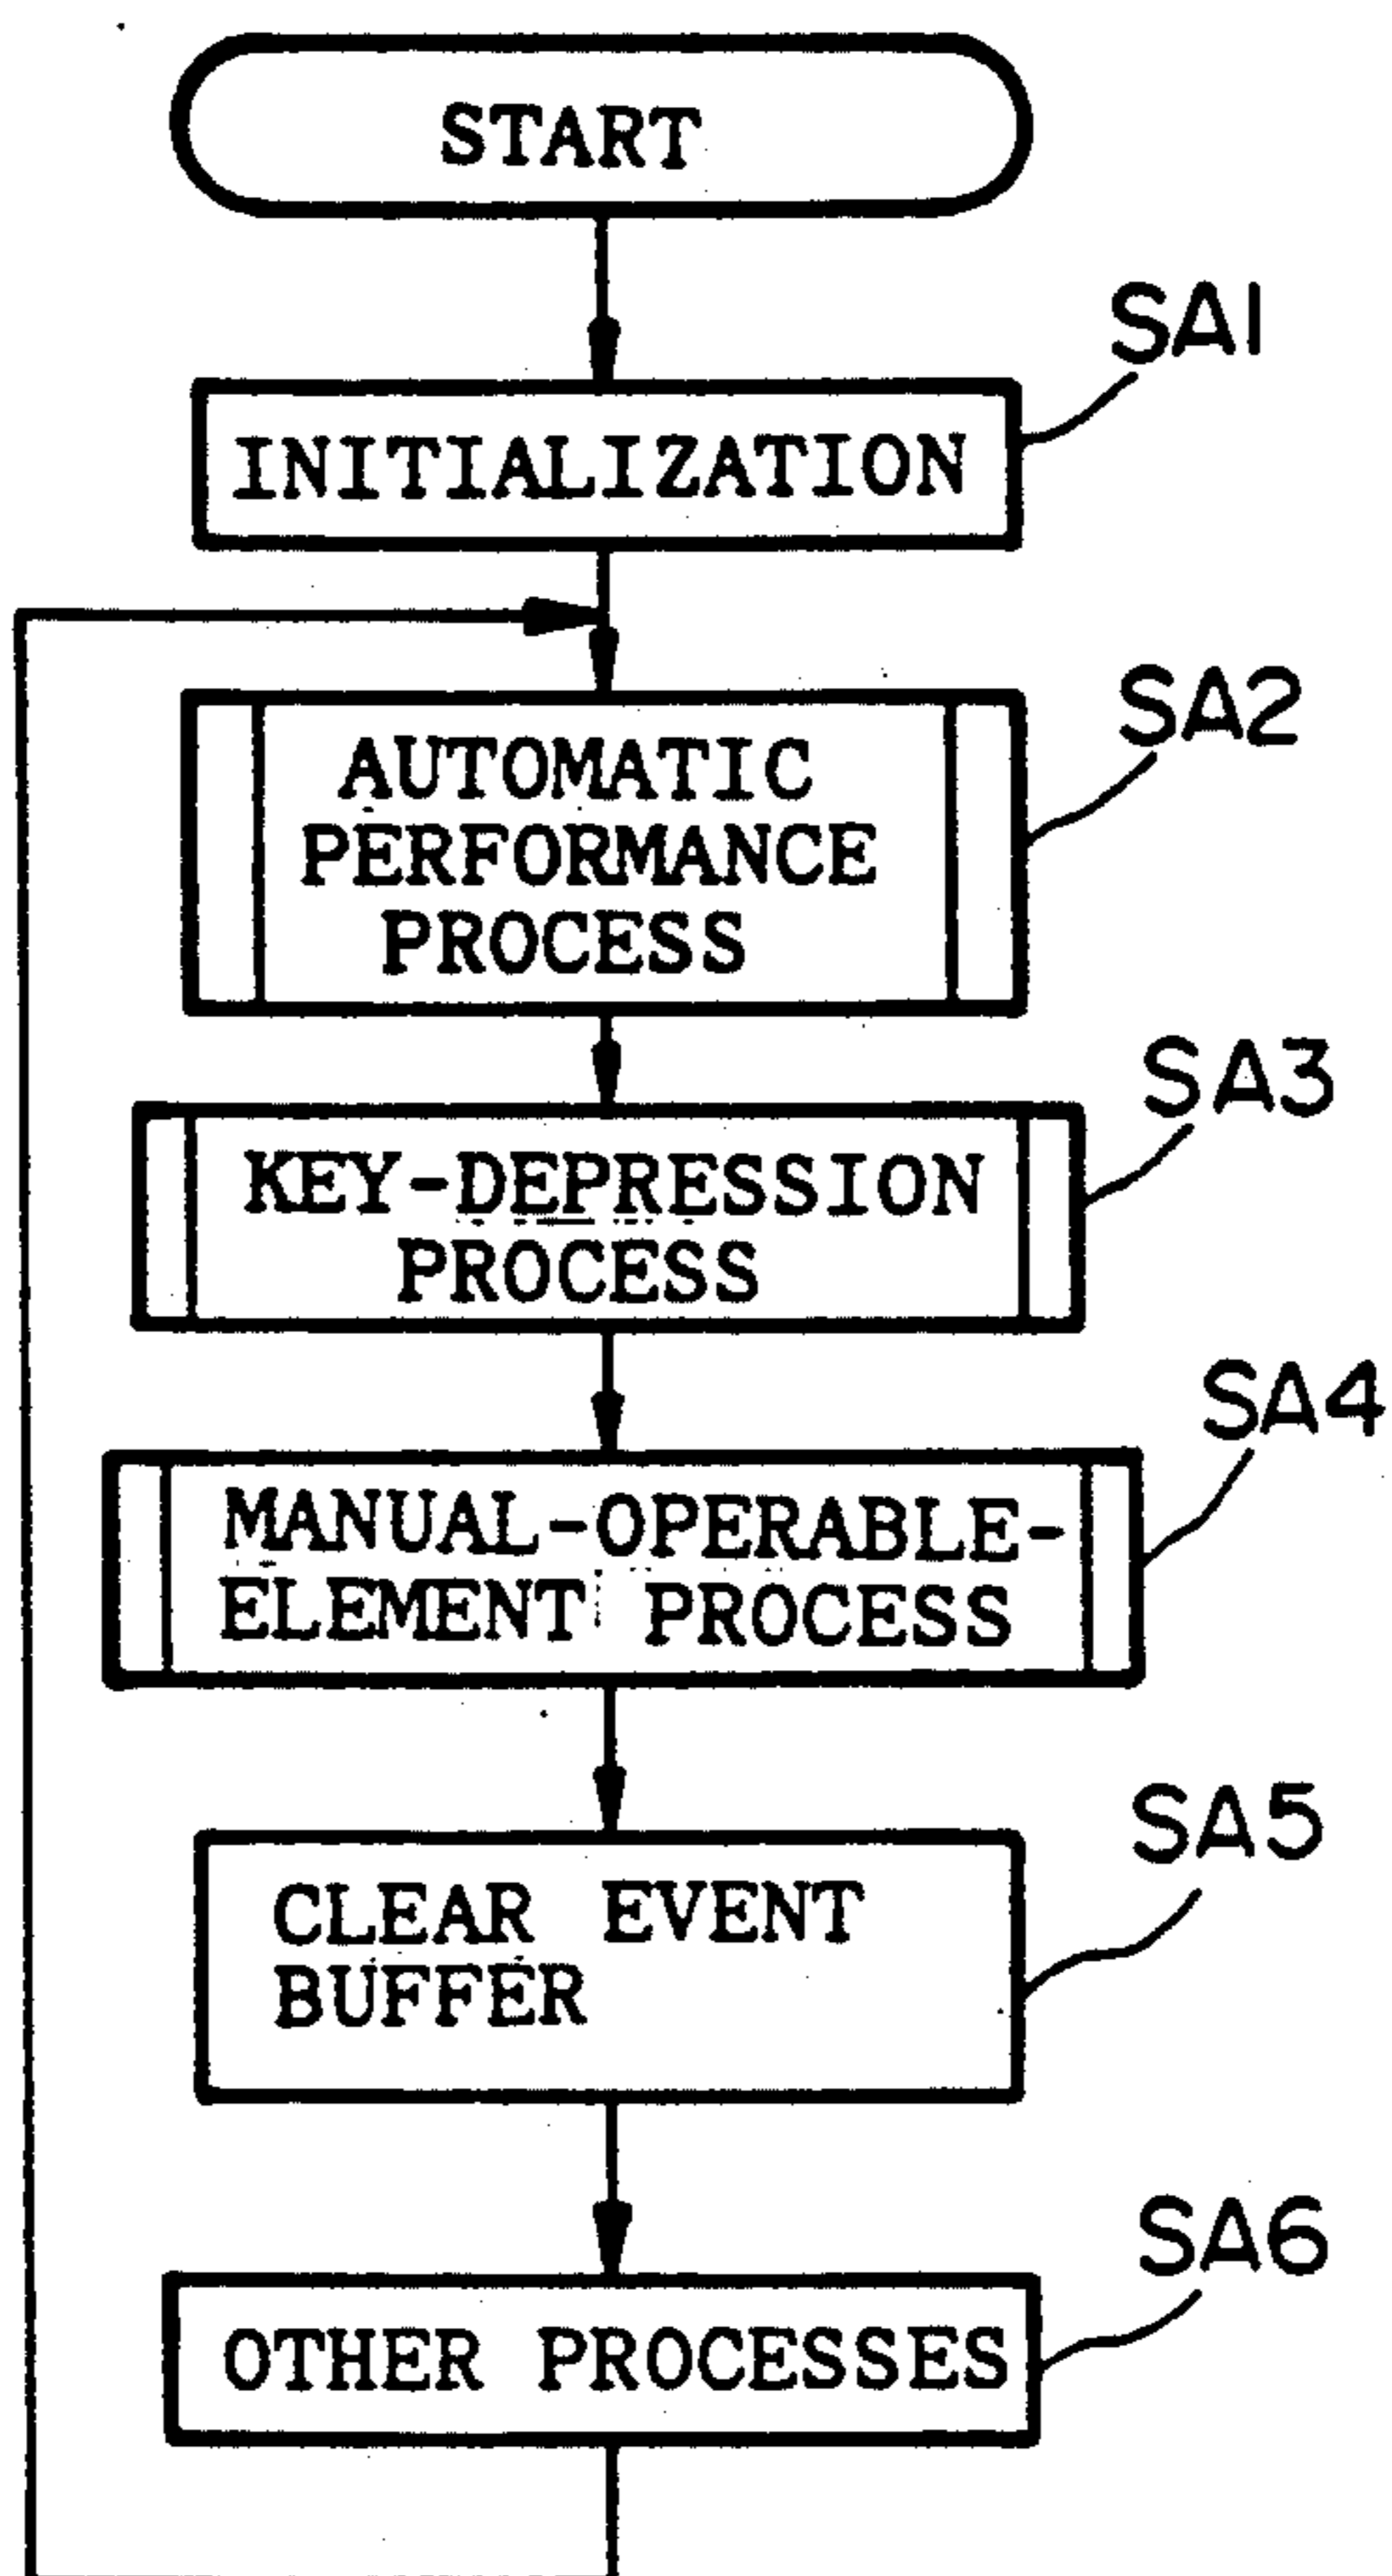 START
SA1
INITIALIZATION
SA2
AUTOMATIC
PERFORMANCE
PROCESS
SA3
KEY-DEPRESSION
PROCESS
SA4
MANUAL-OPERABLE-
ELEMENT PROCESS
SA5
CLEAR EVENT
BUFFER
SA6
OTHER PROCESSES